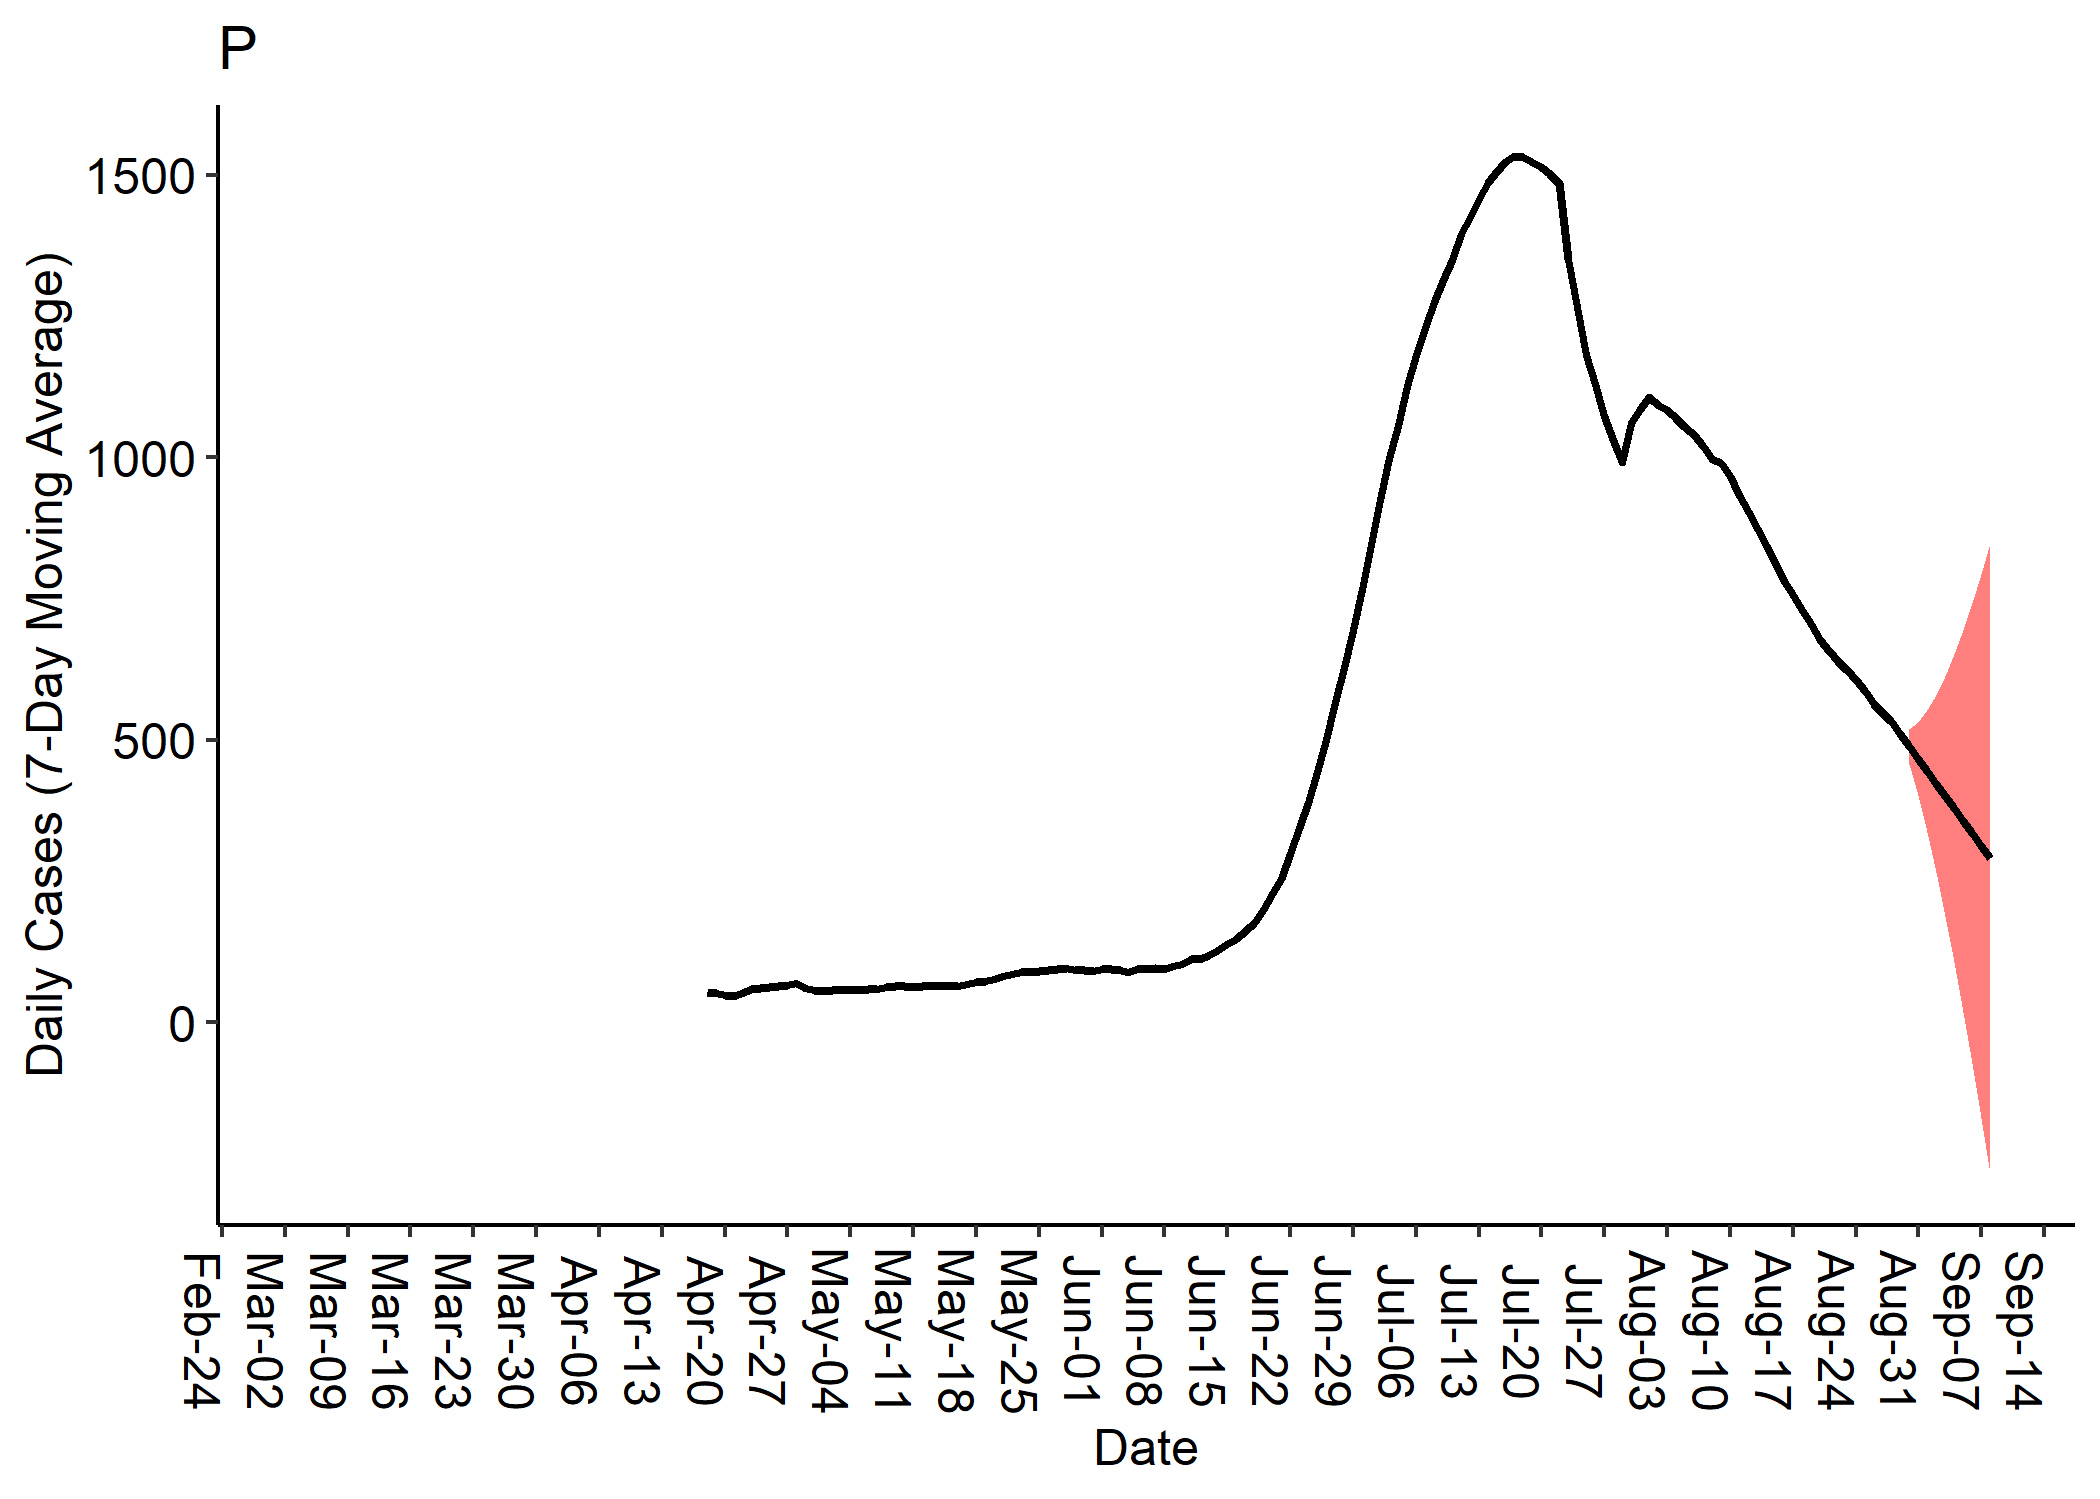 P
Daily Cases (7-Day Moving Average)
1500
1000
500
0
Feb-24
Mar-02
Mar-09
Mar-16
Mar-23
Mar-30
Apr-06
Apr-13
Apr-20
Apr-27
May-04
May-11
May-18
May-25
Jun-01
Jun-08
Jun-15
Jun-22
Jun-29
Jul-06
Jul-13
Jul-20
Jul-27
Aug-03
Aug-10
Aug-17
Aug-24
Aug-31
Sep-07
Sep-14
Date